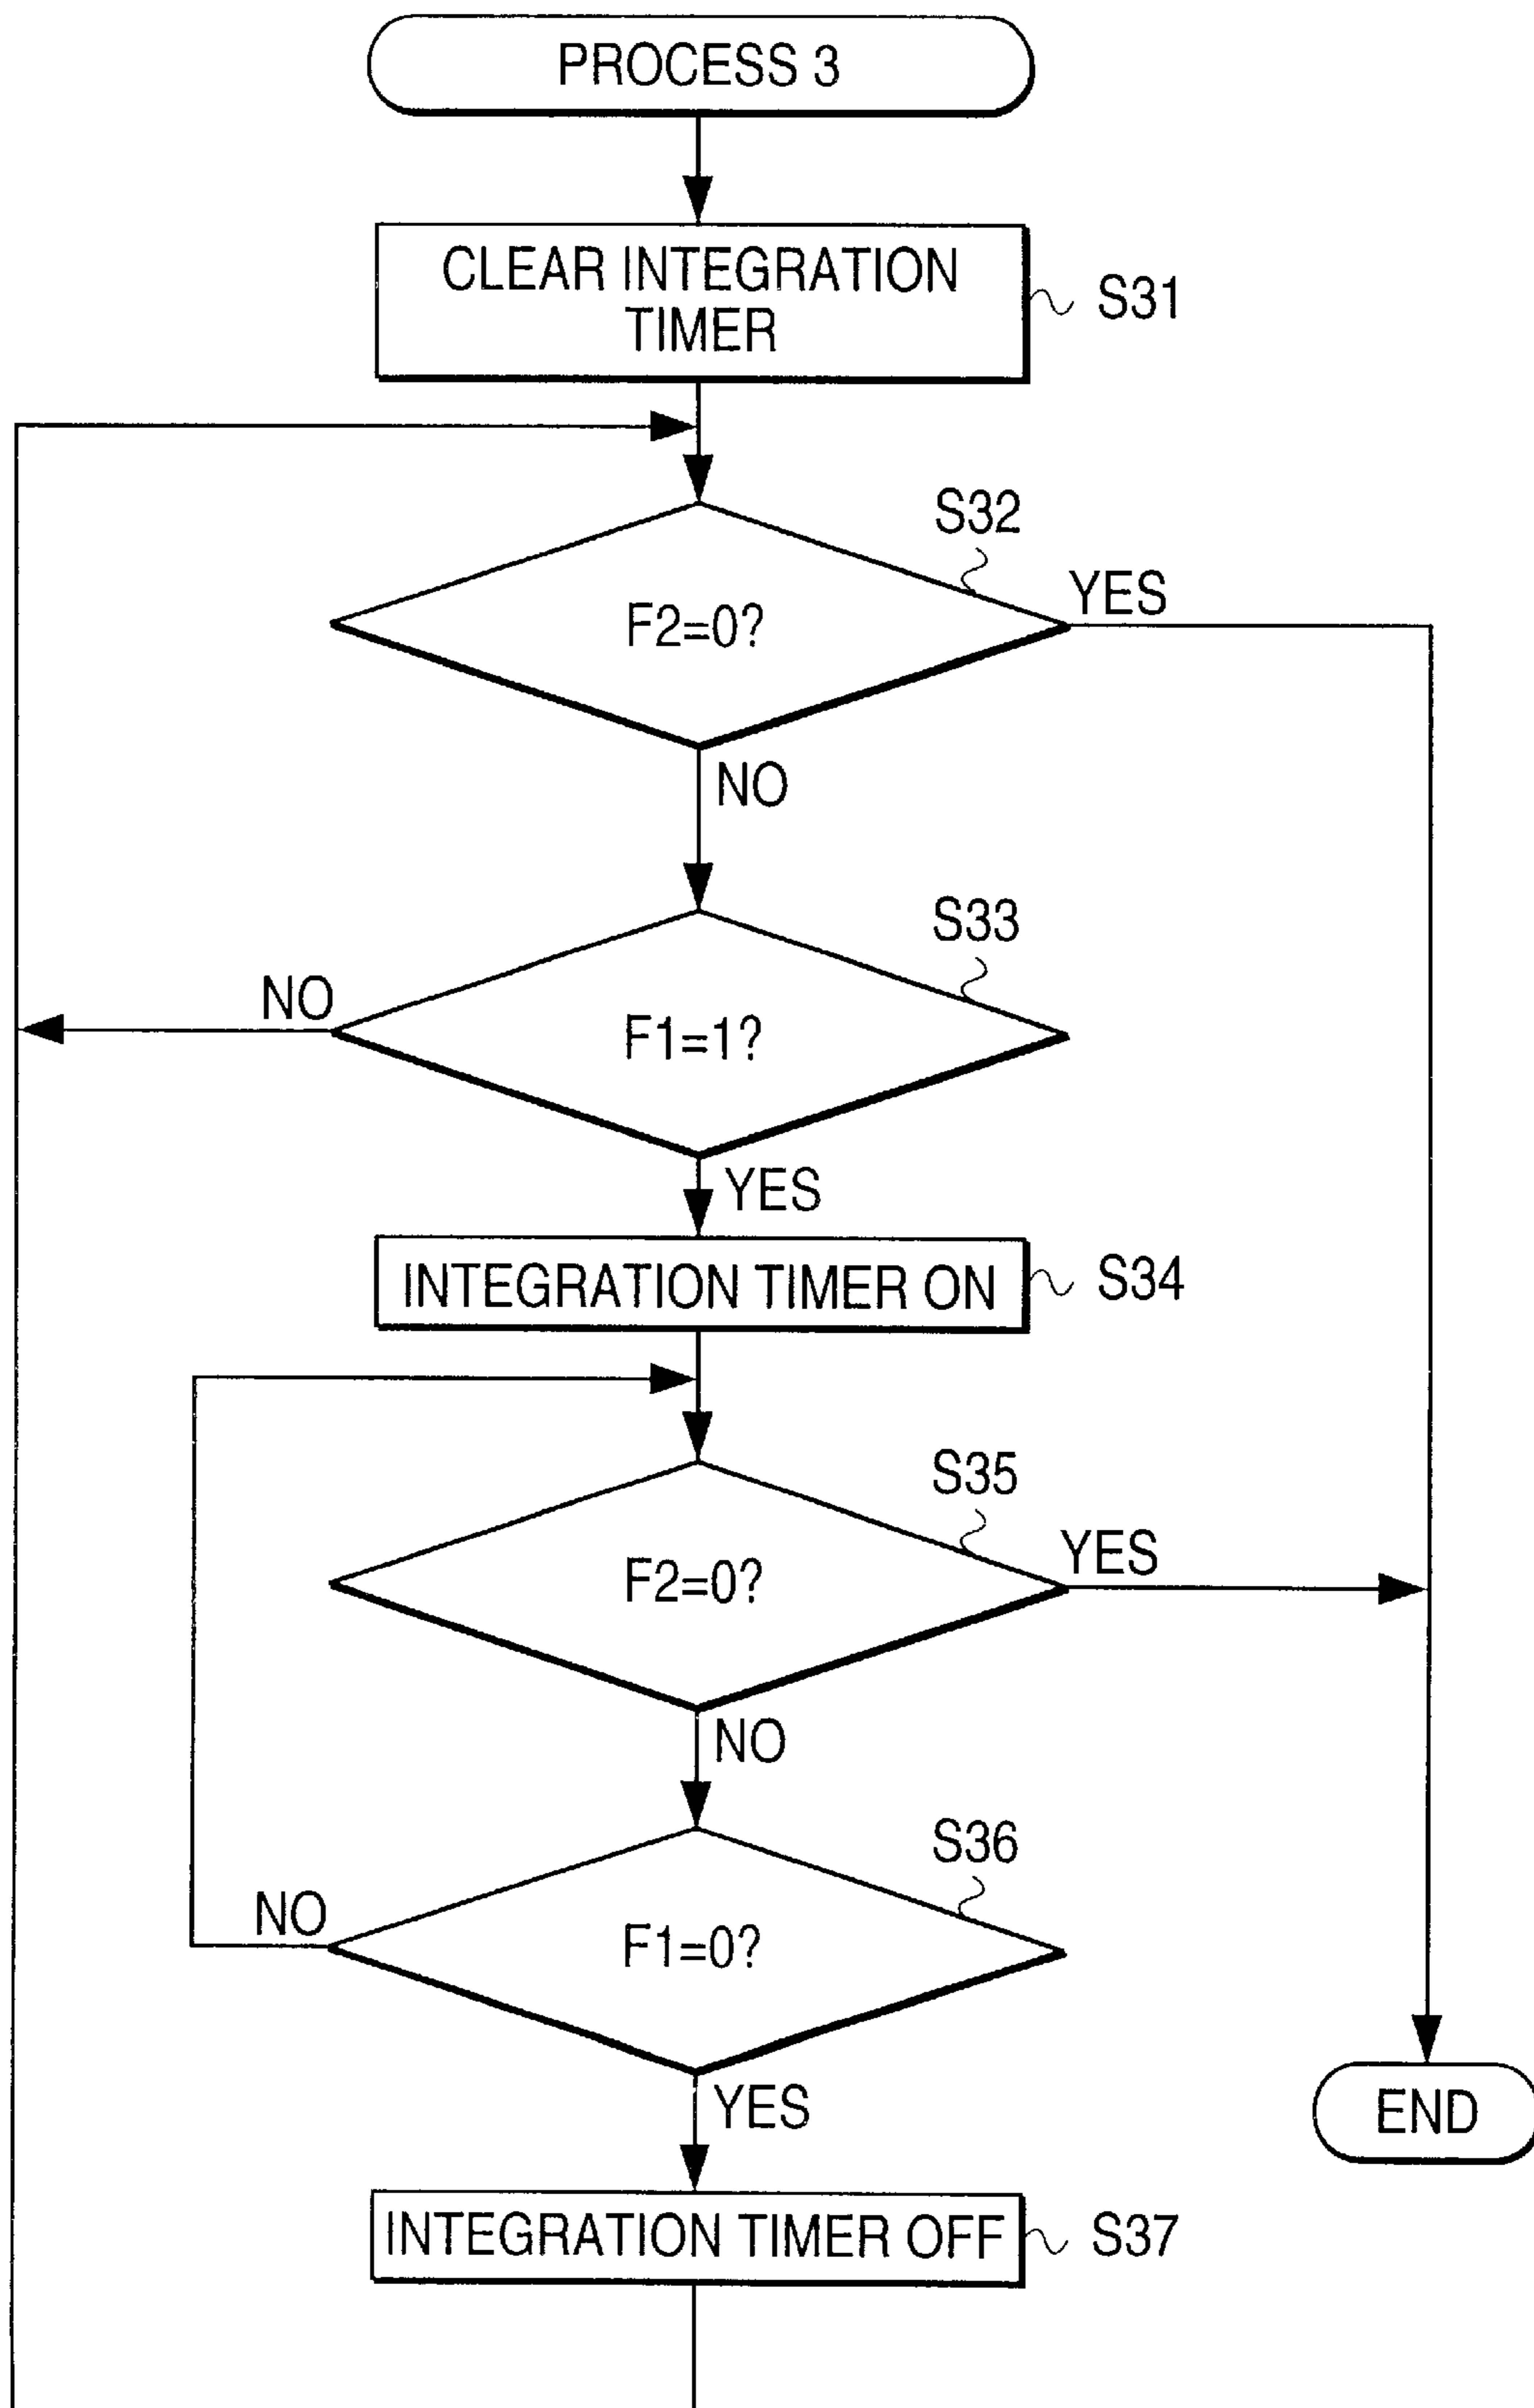 PROCESS 3
CLEAR INTEGRATION
TIMER
S31
S32
YES
F2=0?
NO
S33
NO
F1=1?
YES
INTEGRATION TIMER ON
S34
S35
YES
F2=0?
NO
S36
NO
F1=0?
YES
END
INTEGRATION TIMER OFF
S37